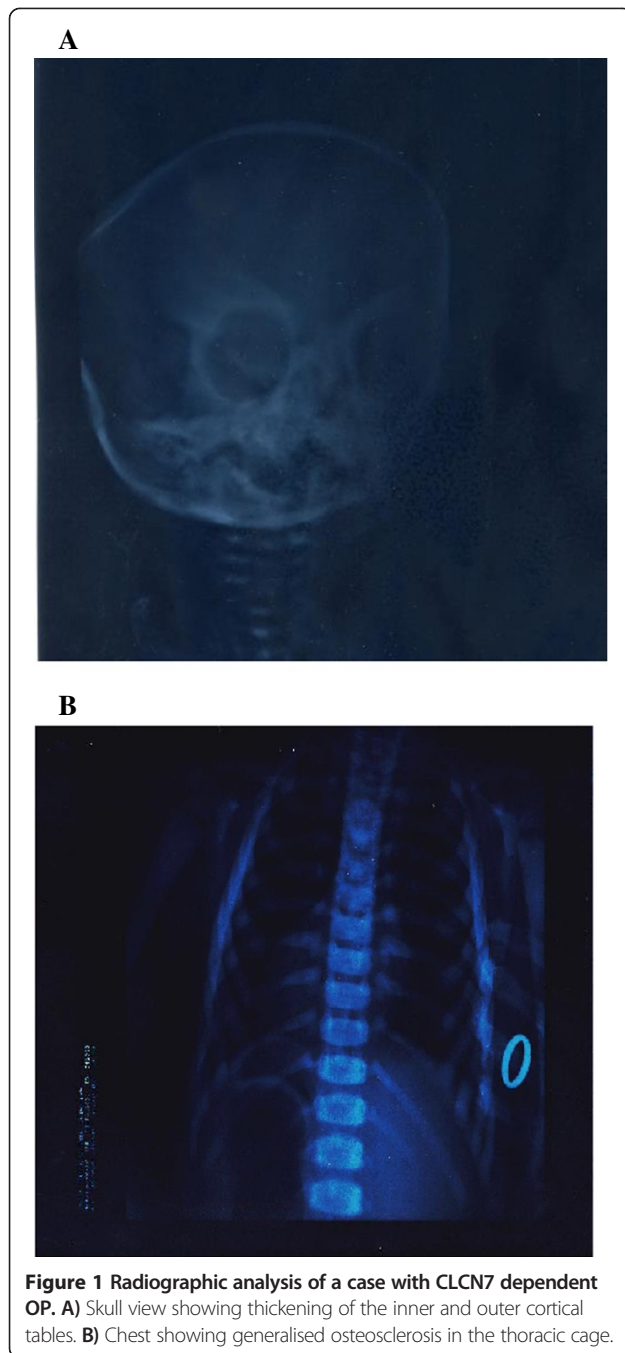 A
B
Figure 1 Radiographic analysis of a case with CLCN7 dependent
OP. A) Skull view showing thickening of the inner and outer cortical
tables. B) Chest showing generalised osteosclerosis in the thoracic cage.